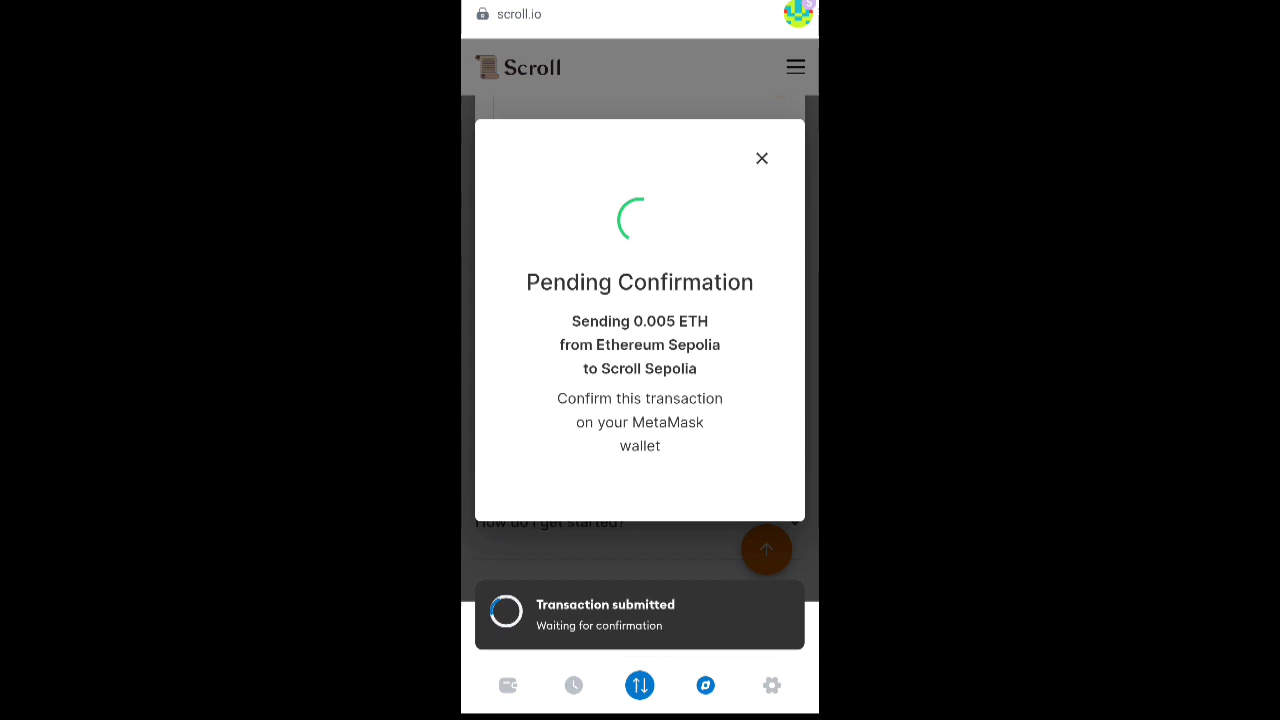 scroll.io
S
Scroll
Pending Confirmation
Sending 0.005 ETH
from Ethereum Sepolia
to Scroll Sepolia
Confirm this transaction
on your MetaMask
wallet
How do I get started?
Transaction submitted
Waiting for confirmation